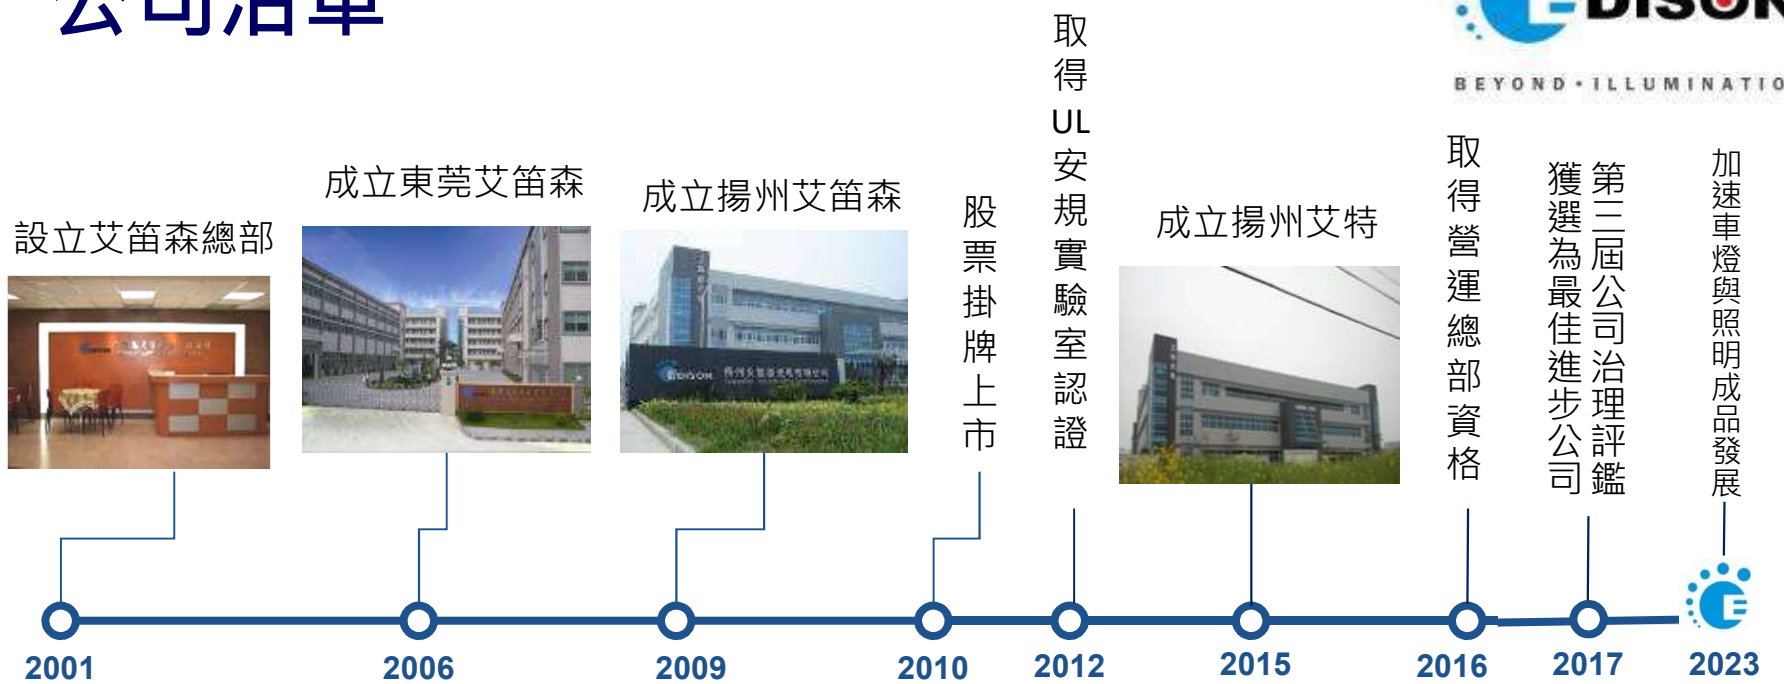 公司沿革
EDISON
BEYOND·ILLUMINATIO
設立艾笛森總部
成立東莞艾笛森
成立揚州艾笛森
股票掛牌上市
取得UL安規實驗室認證
成立揚州艾特
取得營運總部資格
第三屆公司治理評鑑
獲選為最佳進步公司
加速車燈與照明成品發展
EDISON
2001
2006
2009
2010
2012
2015
2016
2017
2023